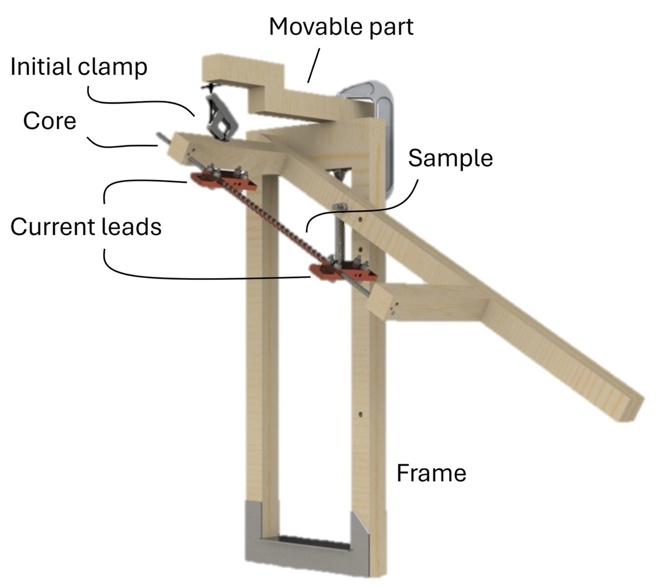 Movable part
Initial clamp
Core
Sample
Current leads
Frame